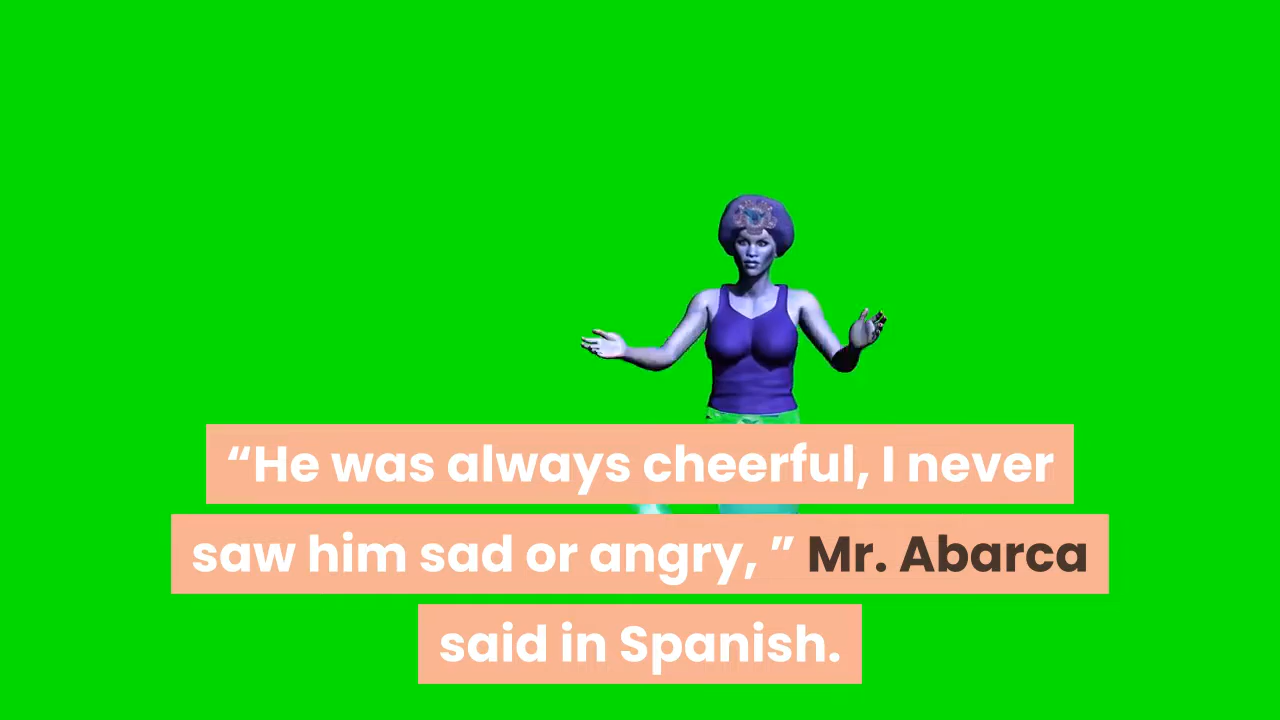 “He was always cheerful, I never
saw him sad or angry, ” Mr. Abarca
said in Spanish.